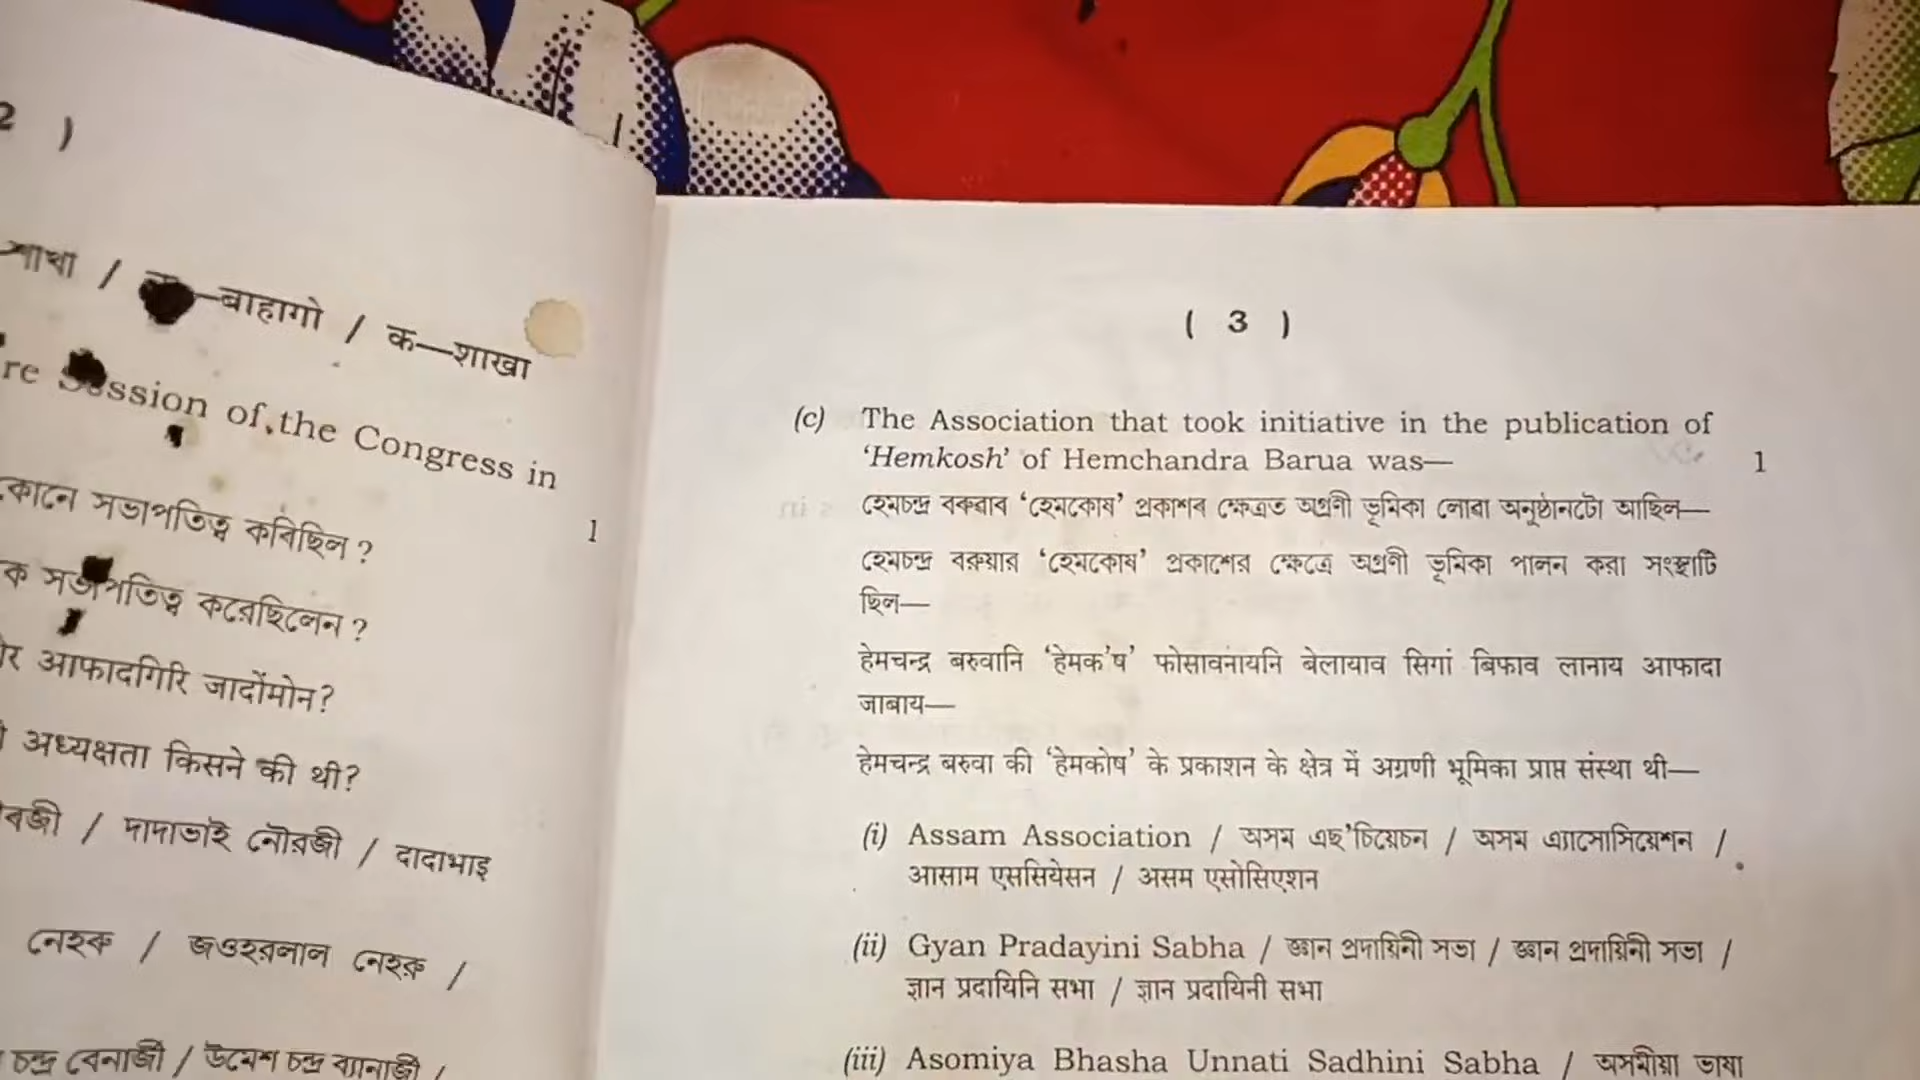 2 )
শাখা / क—बाहागो / क—शाखा
re Session of the Congress in
কোনে সভাপতিত্ব কৰিছিল ? 1
ক সভাপতিত্ব করেছিলেন ?
आफादगिरि जादोंमोन?
अध्यक्षता किसने की थी?
ৰজী / দাদাভাই নৌরজী / दादाभाइ
নেহৰু / জওহরলাল নেহরু /
চন্দ্র বেনাৰ্জী / উমেশ চন্দ্র ব্যানার্জী /
( 3 )
(c) The Association that took initiative in the publication of
‘Hemkosh’ of Hemchandra Barua was— 1
হেমচন্দ্ৰ বৰুৱাৰ ‘হেমকোষ’ প্ৰকাশৰ ক্ষেত্ৰত অগ্ৰণী ভূমিকা লোৱা অনুষ্ঠানটো আছিল—
হেমচন্দ্র বরুয়ার ‘হেমকোষ’ প্রকাশের ক্ষেত্রে অগ্রণী ভূমিকা পালন করা সংস্থাটি
ছিল—
हेमचन्द्र बरुवानि ‘हेमक’ष’ फोसावनायनि बेलायाव सिगां बिफाव लानाय आफादा
जाबाय—
हेमचन्द्र बरुवा की ‘हेमकोष’ के प्रकाशन के क्षेत्र में अग्रणी भूमिका प्राप्त संस्था थी—
(i) Assam Association / অসম এছ’চিয়েচন / অসম এ্যাসোসিয়েশন /
आसाम एससियेसन / असम एसोसिएशन
(ii) Gyan Pradayini Sabha / জ্ঞান প্ৰদায়িনী সভা / জ্ঞান প্রদায়িনী সভা /
ज्ञान प्रदायिनि सभा / ज्ञान प्रदायिनी सभा
(iii) Asomiya Bhasha Unnati Sadhini Sabha / অসমীয়া ভাষা